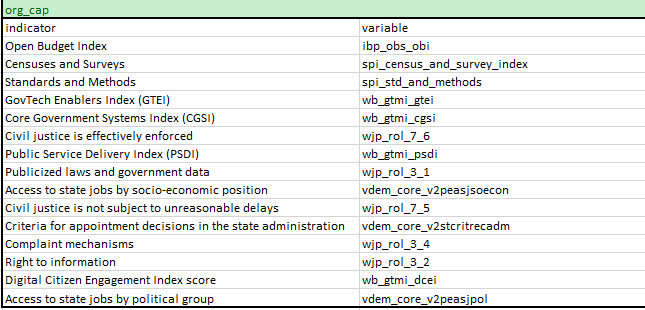 org_cap
indicator variable
Open Budget Index ibp_obs_obi
Censuses and Surveys spi_census_and_survey_index
Standards and Methods spi_std_and_methods
GovTech Enablers Index (GTEI) wb_gtmi_gtei
Core Government Systems Index (CGSI) wb_gtmi_cgsi
Civil justice is effectively enforced wjp_rol_7_6
Public Service Delivery Index (PSDI) wb_gtmi_psdi
Publicized laws and government data wjp_rol_3_1
Access to state jobs by socio-economic position vdem_core_v2peasjsoecon
Civil justice is not subject to unreasonable delays wjp_rol_7_5
Criteria for appointment decisions in the state administration vdem_core_v2stcritrecadm
Complaint mechanisms wjp_rol_3_4
Right to information wjp_rol_3_2
Digital Citizen Engagement Index score wb_gtmi_dcei
Access to state jobs by political group vdem_core_v2peasjpol